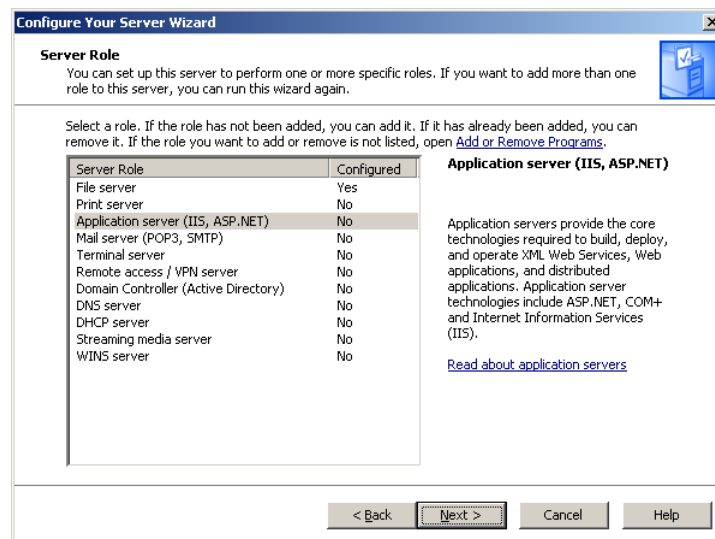 Configure Your Server Wizard
Server Role
You can set up this server to perform one or more specific roles. If you want to add more than one
role to this server, you can run this wizard again.
Select a role. If the role has not been added, you can add it. If it has already been added, you can
remove it. If the role you want to add or remove is not listed, open Add or Remove Programs.
Server Role Configured
File server Yes
Print server No
Application server (IIS, ASP.NET) No
Mail server (POP3, SMTP) No
Terminal server No
Remote access / VPN server No
Domain Controller (Active Directory) No
DNS server No
DHCP server No
Streaming media server No
WINS server No
Application server (IIS, ASP.NET)
Application servers provide the core
technologies required to build, deploy,
and operate XML Web Services, Web
applications, and distributed
applications. Application server
technologies include ASP.NET, COM+
and Internet Information Services
(IIS).
Read about application servers
< Back Next > Cancel Help